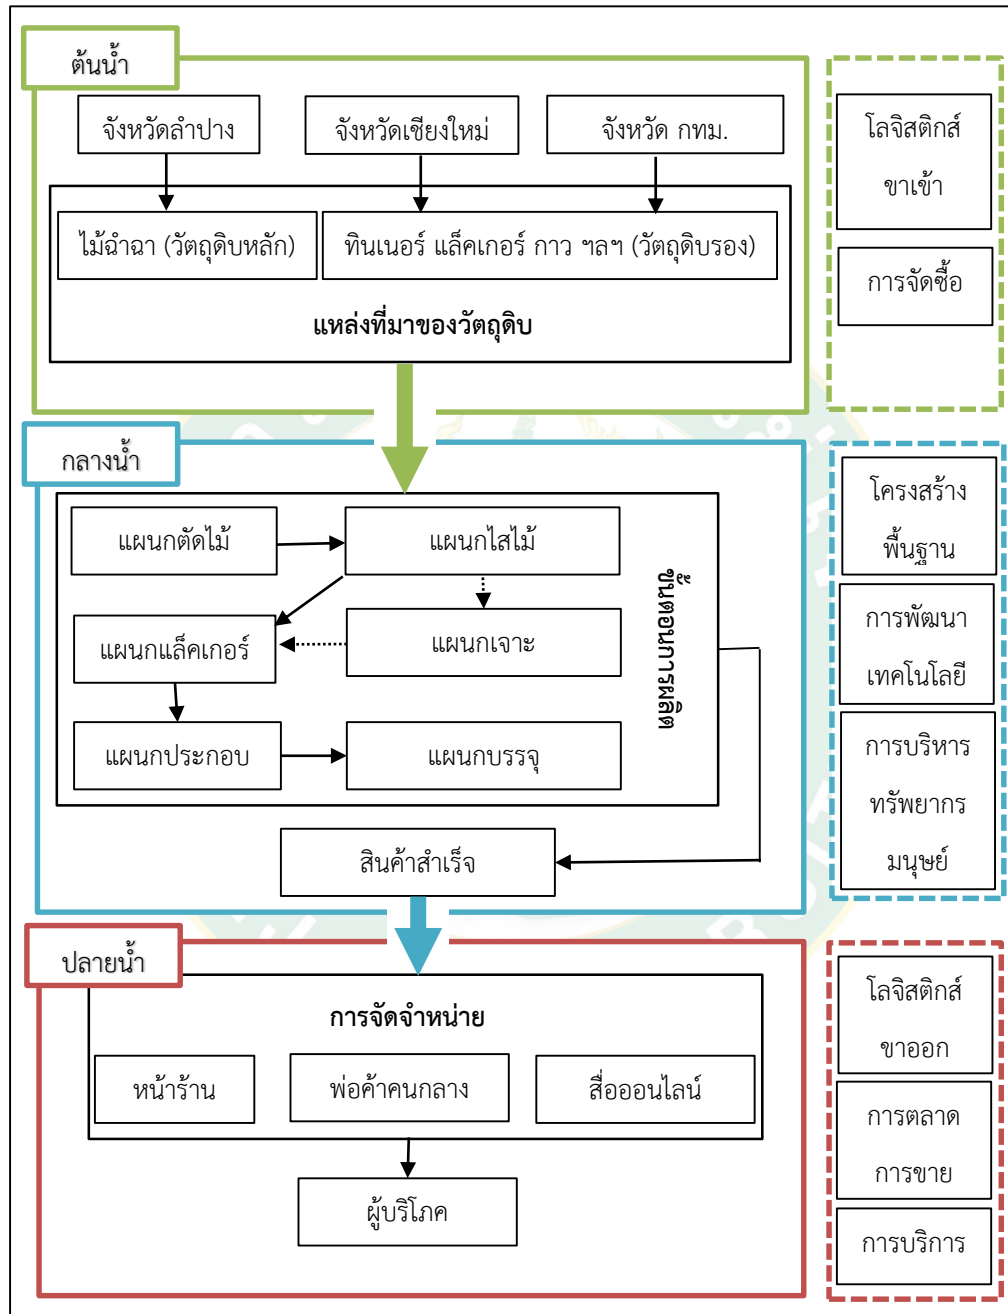 ต้นน้ำ
จังหวัดลำปาง
จังหวัดเชียงใหม่
จังหวัด กทม.
ไม้ฉำฉา (วัตถุดิบหลัก)
ทินเนอร์ แล็คเกอร์ กาว ฯลฯ (วัตถุดิบรอง)
แหล่งที่มาของวัตถุดิบ
โลจิสติกส์
ขาเข้า
การจัดซื้อ
กลางน้ำ
แผนกตัดไม้
แผนกไสไม้
แผนกแล็คเกอร์
แผนกเจาะ
แผนกประกอบ
แผนกบรรจุ
ขั้นตอนการผลิต
สินค้าสำเร็จ
โครงสร้าง
พื้นฐาน
การพัฒนา
เทคโนโลยี
การบริหาร
ทรัพยากร
มนุษย์
ปลายน้ำ
การจัดจำหน่าย
หน้าร้าน
พ่อค้าคนกลาง
สื่อออนไลน์
ผู้บริโภค
โลจิสติกส์
ขาออก
การตลาด
การขาย
การบริการ